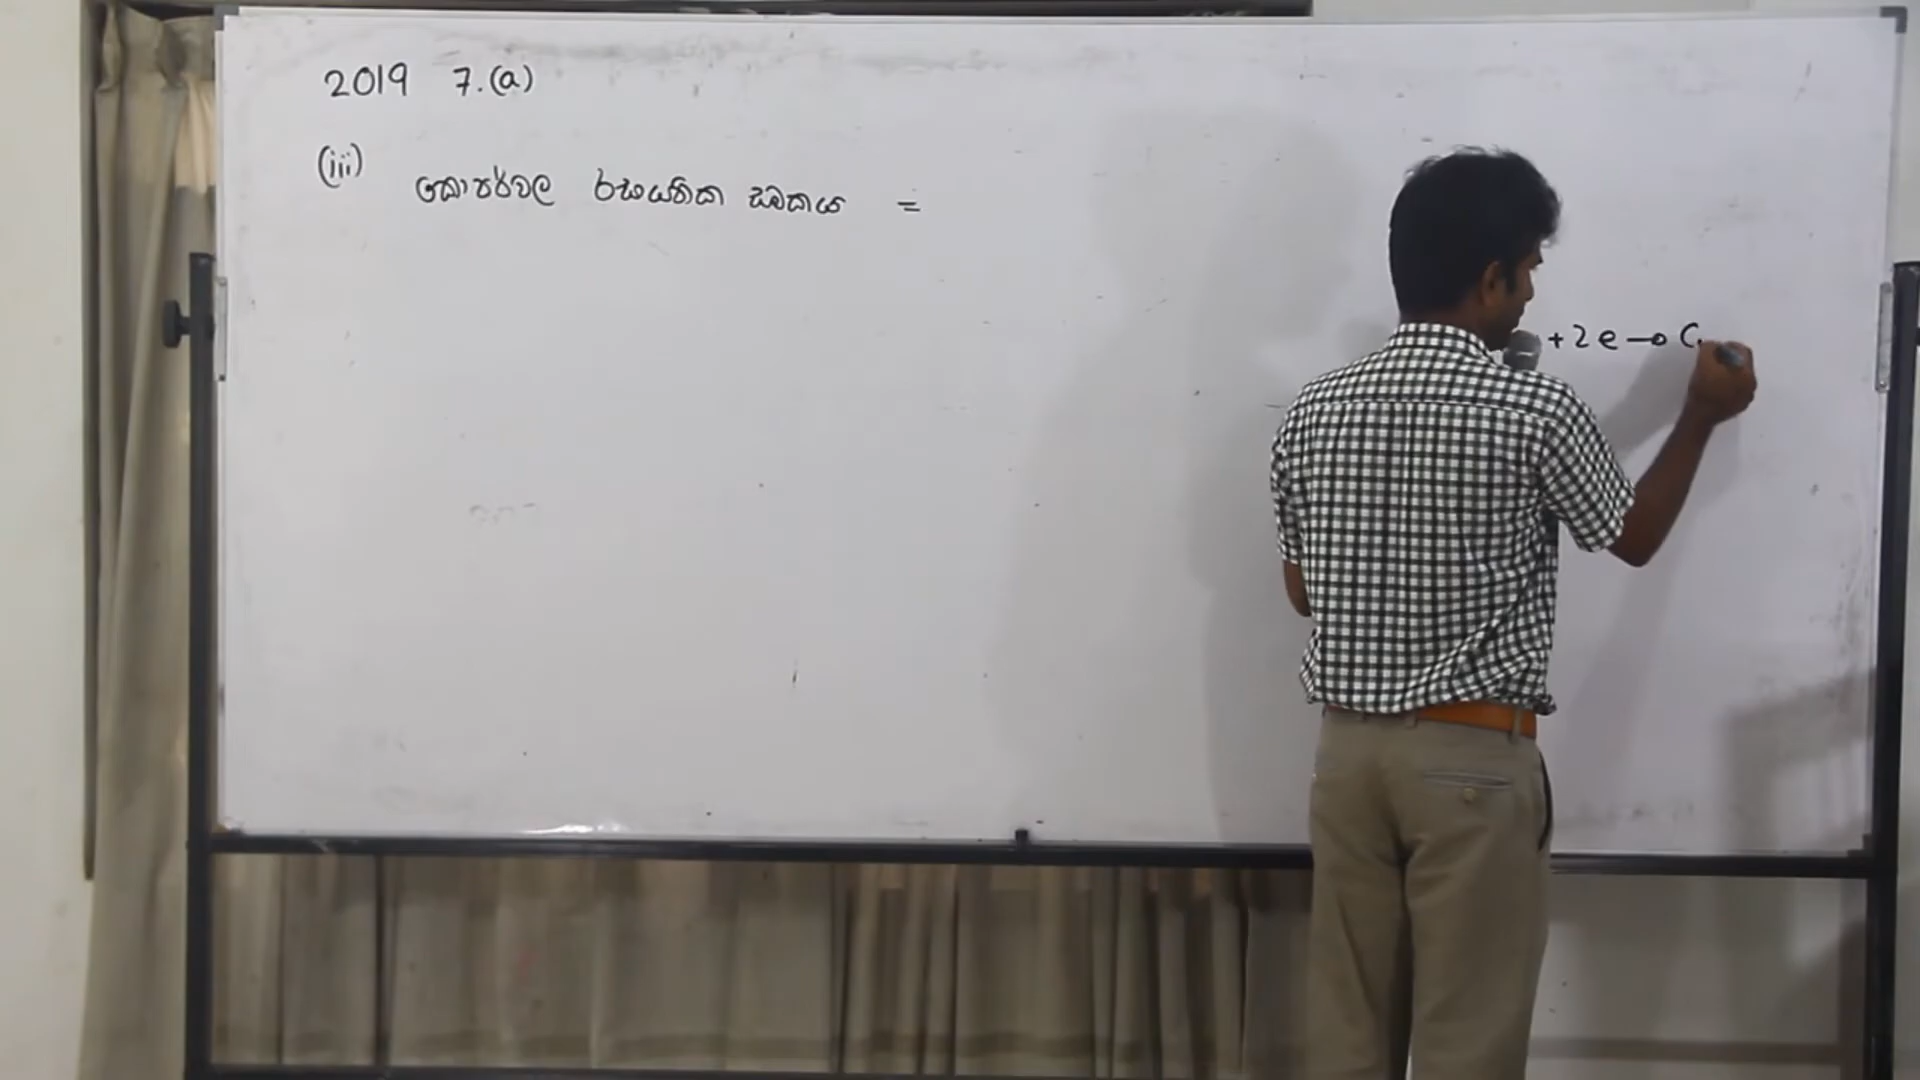 2019 7.(a)
(iii) කොපර්වල රසායනික සමකය =
+2e → C